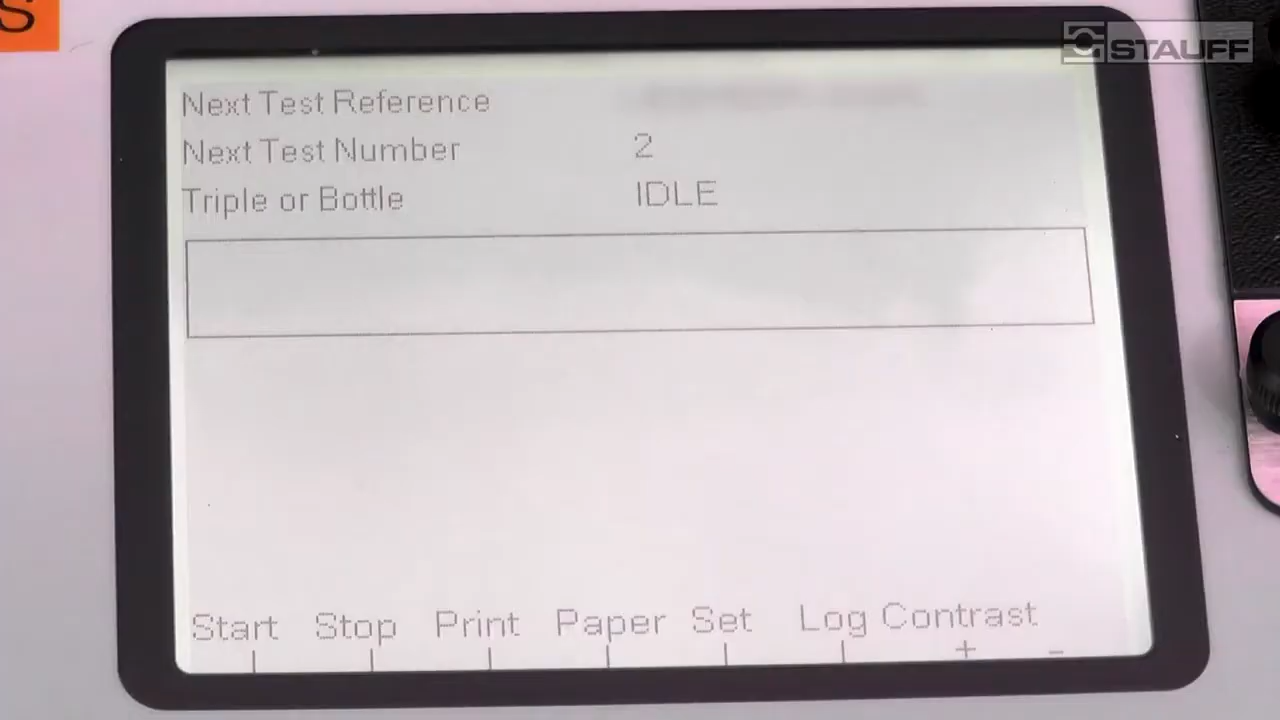 S
STAUFF
Next Test Reference
Next Test Number 2
Triple or Bottle IDLE
Start Stop Print Paper Set Log Contrast
+ −